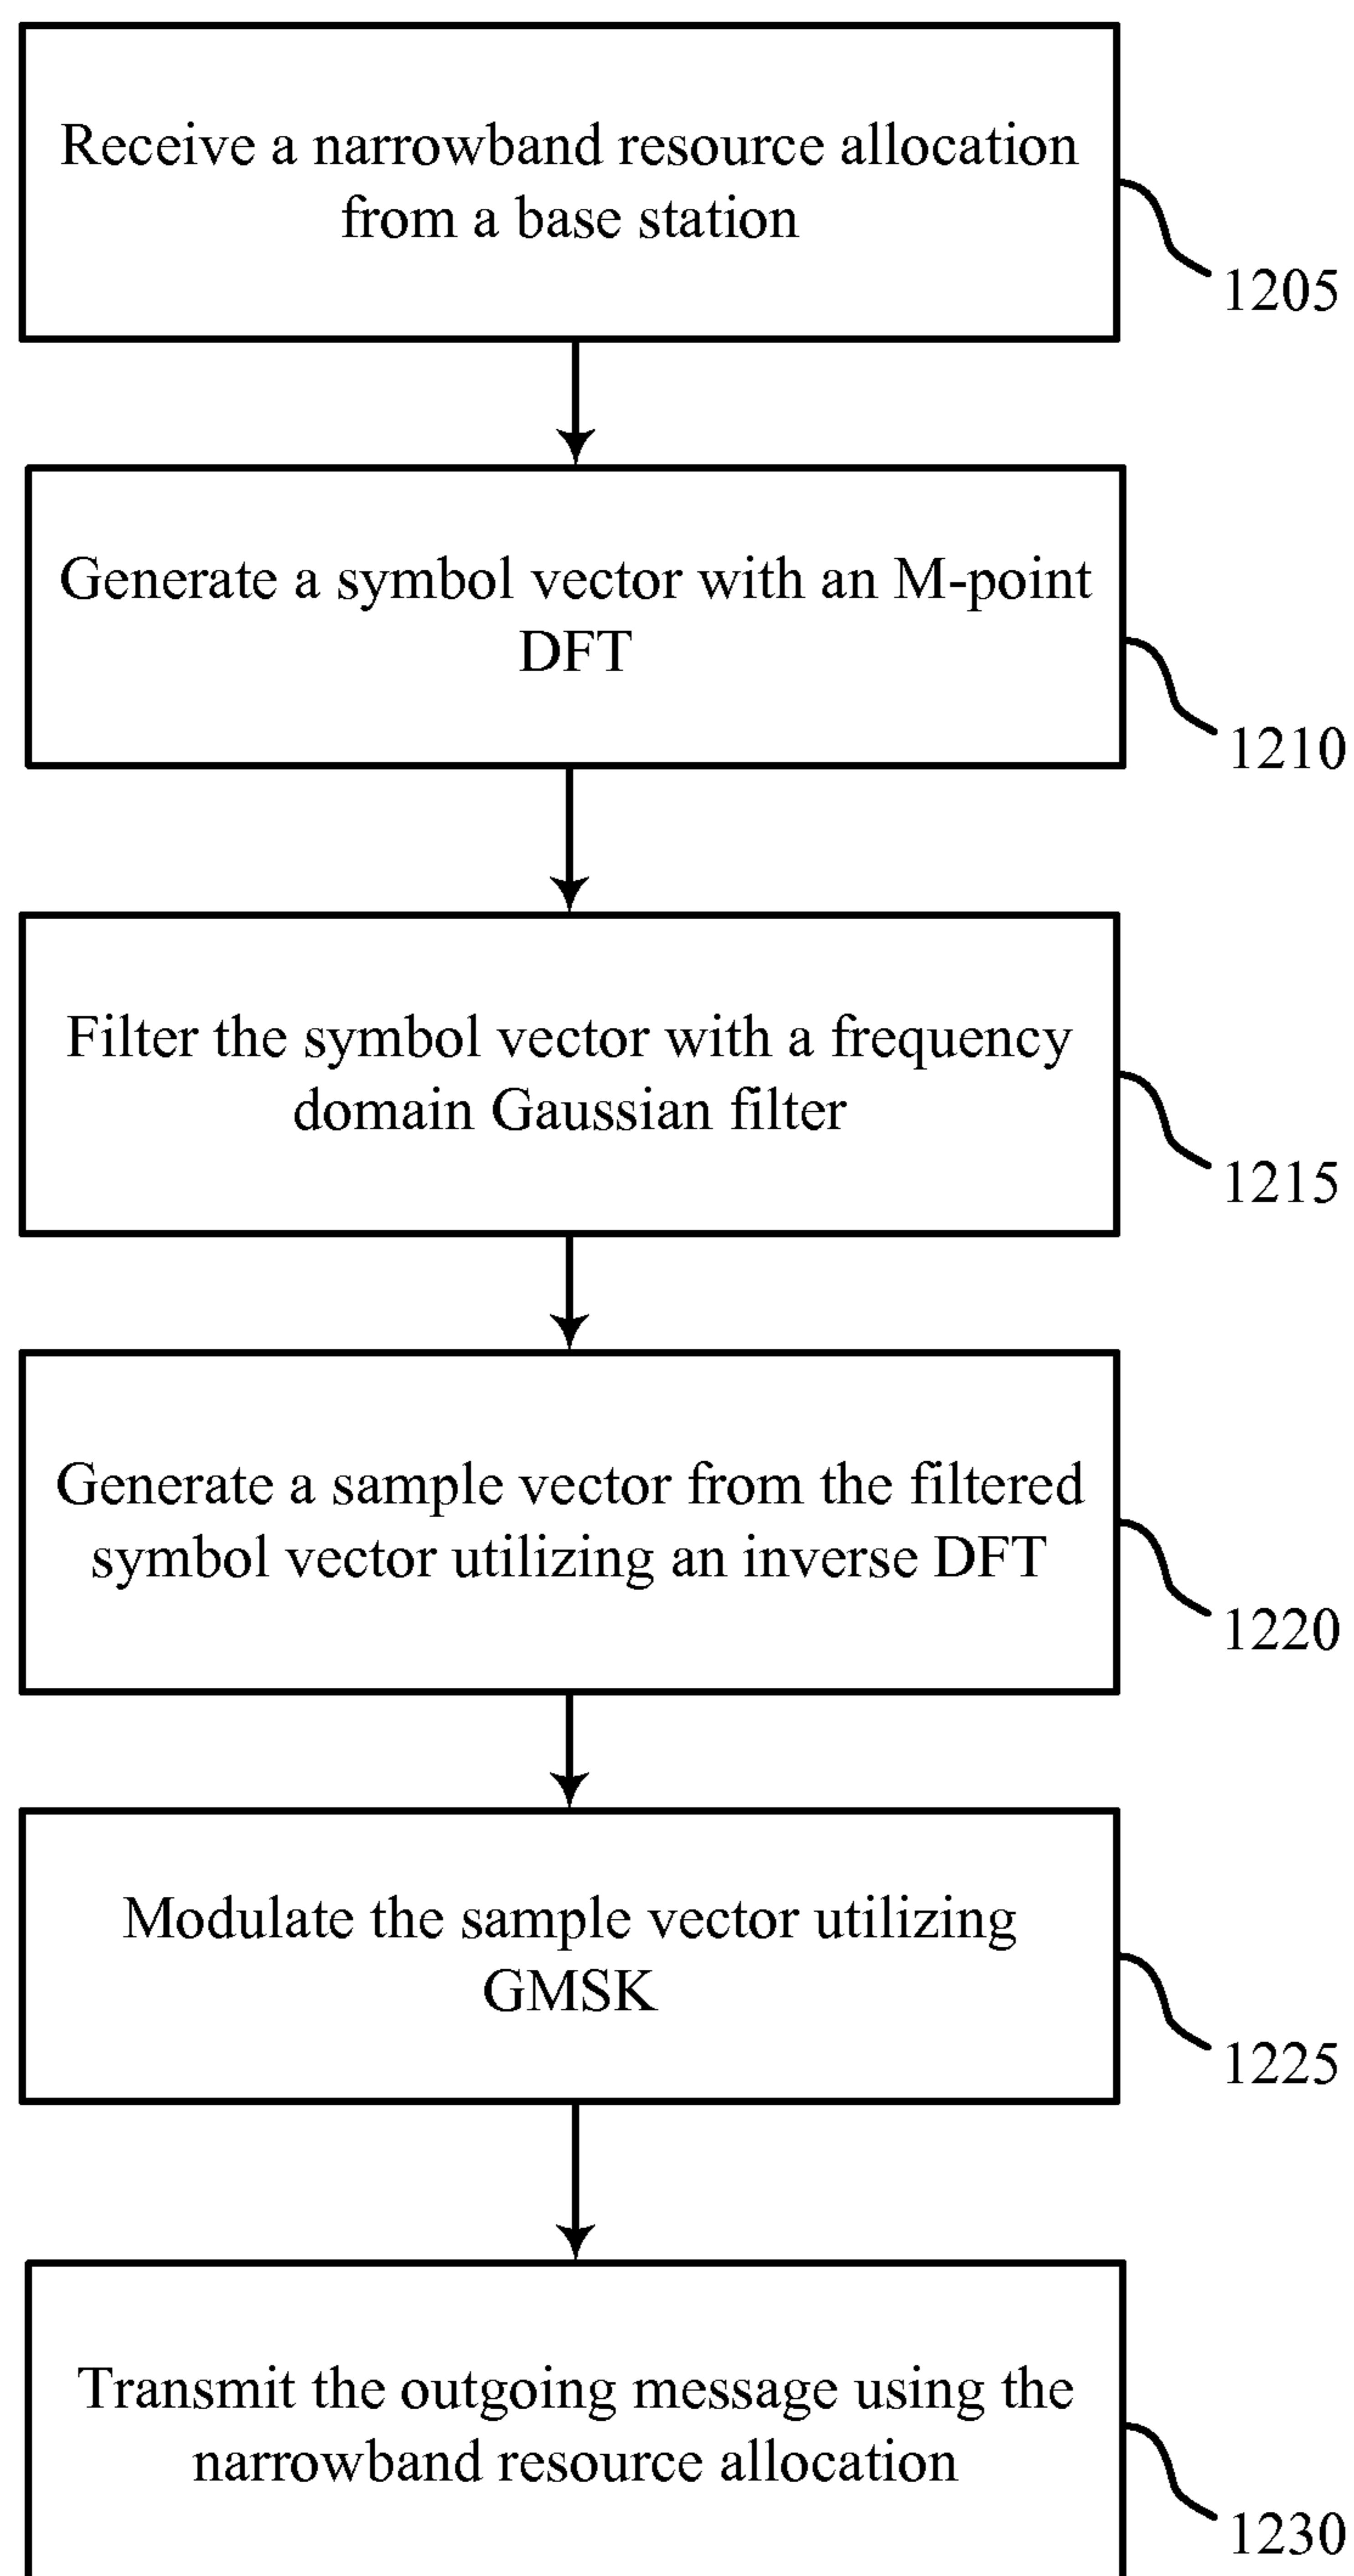 Receive a narrowband resource allocation
from a base station
1205
Generate a symbol vector with an M-point
DFT
1210
Filter the symbol vector with a frequency
domain Gaussian filter
1215
Generate a sample vector from the filtered
symbol vector utilizing an inverse DFT
1220
Modulate the sample vector utilizing
GMSK
1225
Transmit the outgoing message using the
narrowband resource allocation
1230